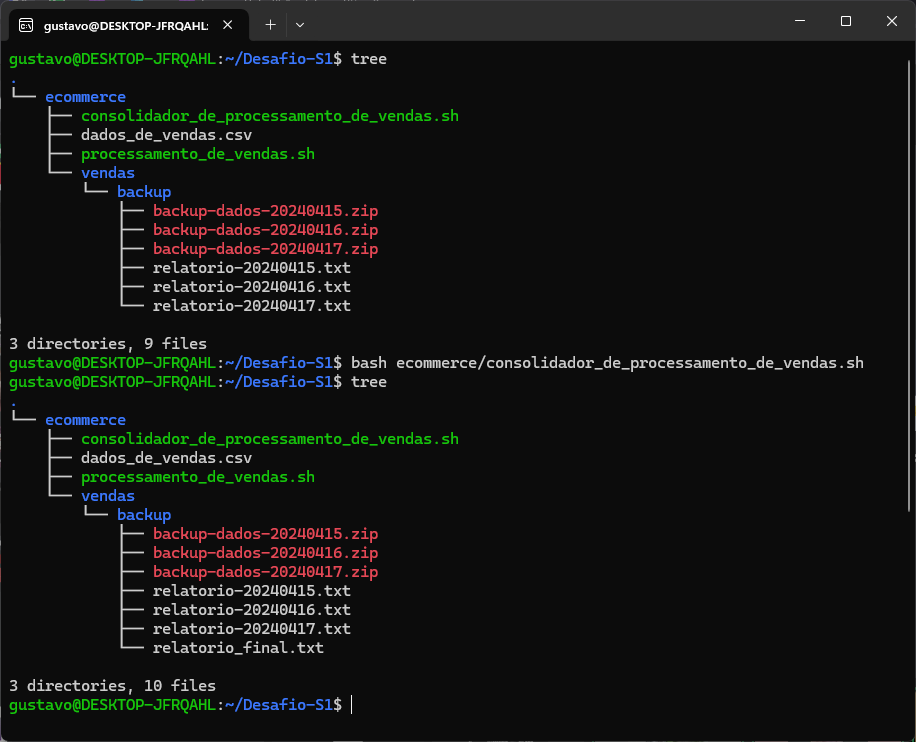 gustavo@DESKTOP-JFRQAHL:
gustavo@DESKTOP-JFRQAHL:~/Desafio-S1$ tree
.
└── ecommerce
    ├── consolidador_de_processamento_de_vendas.sh
    ├── dados_de_vendas.csv
    ├── processamento_de_vendas.sh
    └── vendas
        └── backup
            ├── backup-dados-20240415.zip
            ├── backup-dados-20240416.zip
            ├── backup-dados-20240417.zip
            ├── relatorio-20240415.txt
            ├── relatorio-20240416.txt
            └── relatorio-20240417.txt
3 directories, 9 files
gustavo@DESKTOP-JFRQAHL:~/Desafio-S1$ bash ecommerce/consolidador_de_processamento_de_vendas.sh
gustavo@DESKTOP-JFRQAHL:~/Desafio-S1$ tree
.
└── ecommerce
    ├── consolidador_de_processamento_de_vendas.sh
    ├── dados_de_vendas.csv
    ├── processamento_de_vendas.sh
    └── vendas
        └── backup
            ├── backup-dados-20240415.zip
            ├── backup-dados-20240416.zip
            ├── backup-dados-20240417.zip
            ├── relatorio-20240415.txt
            ├── relatorio-20240416.txt
            ├── relatorio-20240417.txt
            └── relatorio_final.txt
3 directories, 10 files
gustavo@DESKTOP-JFRQAHL:~/Desafio-S1$